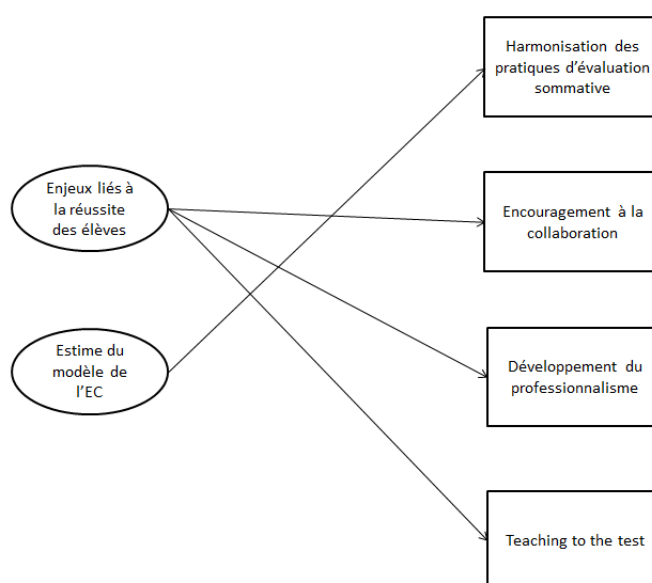 Harmonisation des
pratiques d'évaluation
sommative
Enjeux liés à
la réussite
des élèves
Encouragement à la
collaboration
Estime du
modèle de
l'EC
Développement du
professionnalisme
Teaching to the test